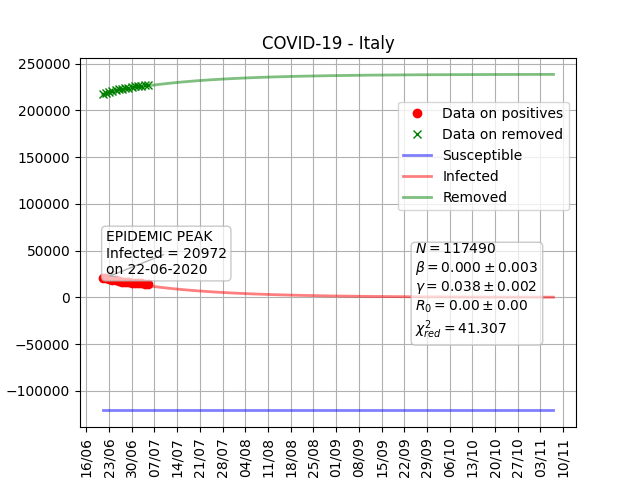 COVID-19 - Italy
250000
200000
150000
100000
50000
0
−50000
−100000
Data on positives
Data on removed
Susceptible
Infected
Removed
EPIDEMIC PEAK
Infected = 20972
on 22-06-2020
N = 117490
β = 0.000 ± 0.003
γ = 0.038 ± 0.002
R₀ = 0.00 ± 0.00
χ²red = 41.307
16/06
23/06
30/06
07/07
14/07
21/07
28/07
04/08
11/08
18/08
25/08
01/09
08/09
15/09
22/09
29/09
06/10
13/10
20/10
27/10
03/11
10/11